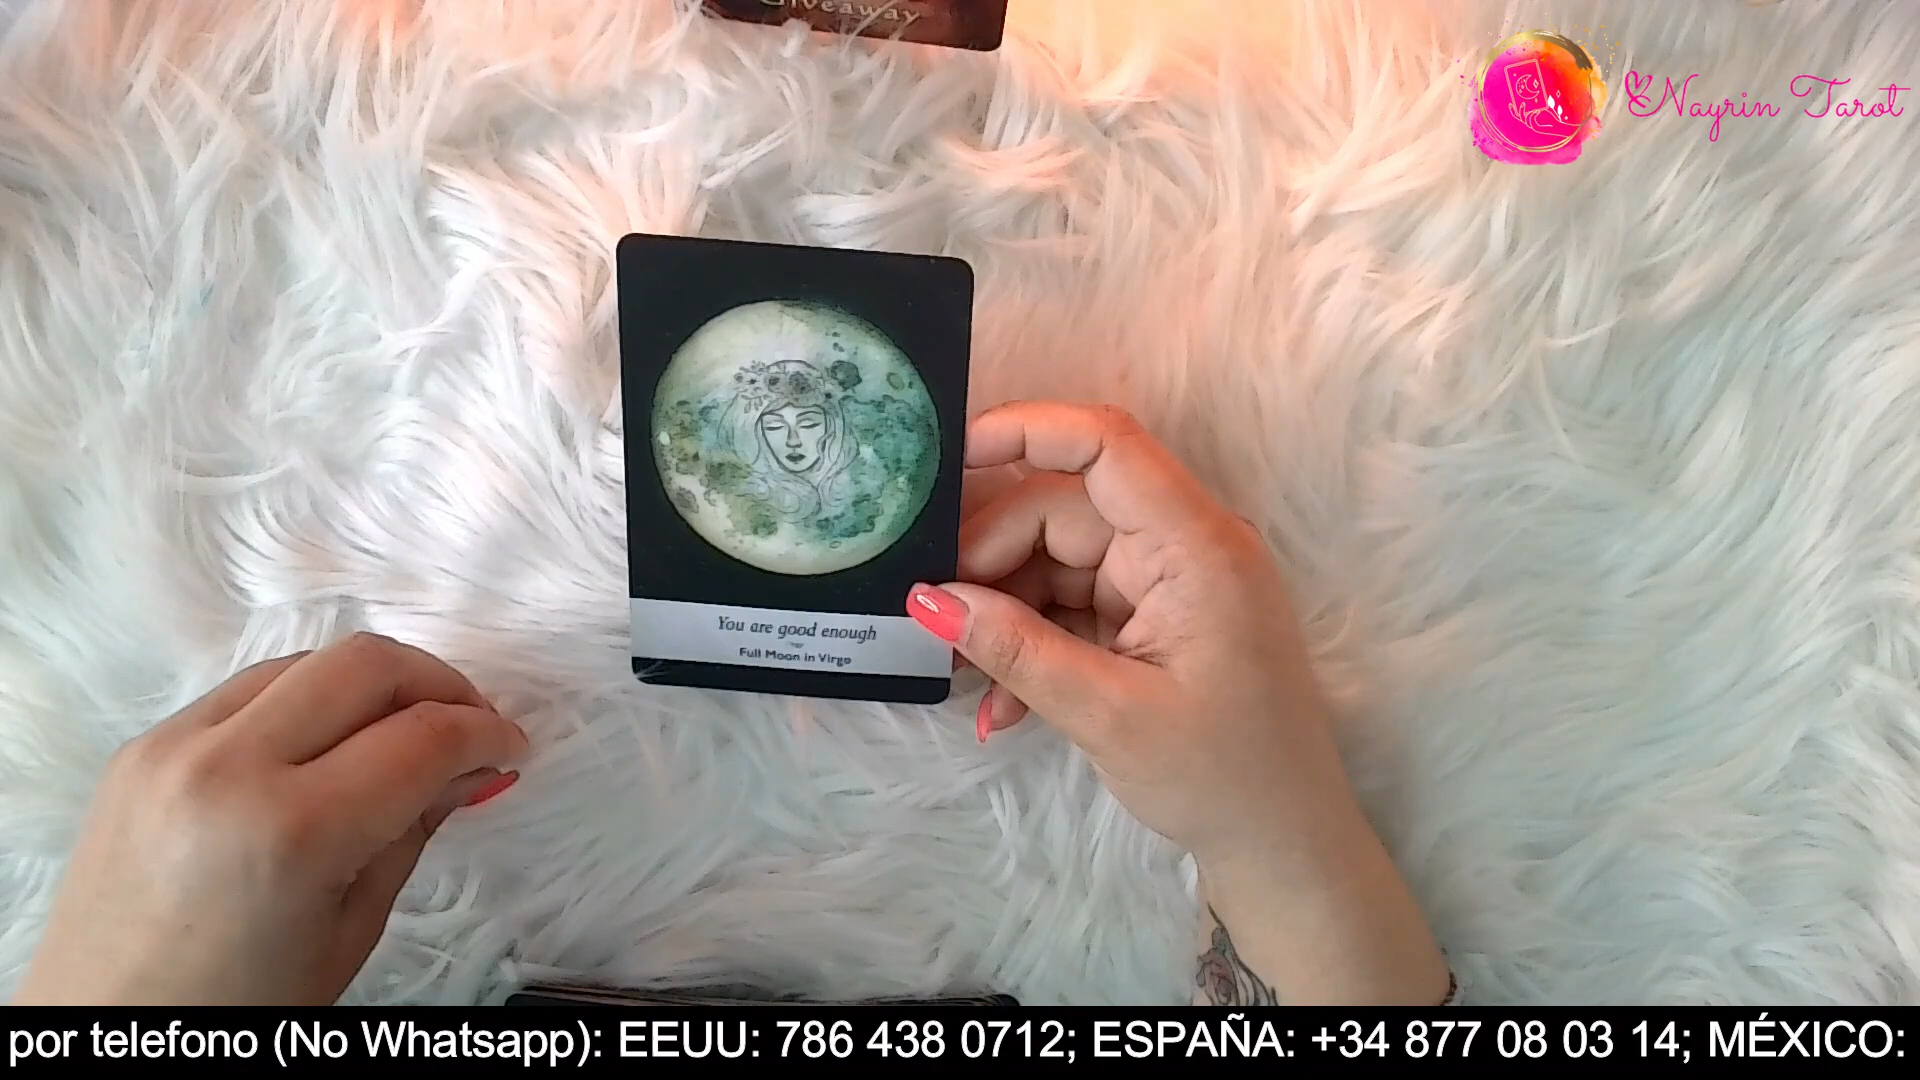 Giveaway
Nayrin Tarot
You are good enough
Full Moon in Virgo
por telefono (No Whatsapp): EEUU: 786 438 0712; ESPAÑA: +34 877 08 03 14; MÉXICO: